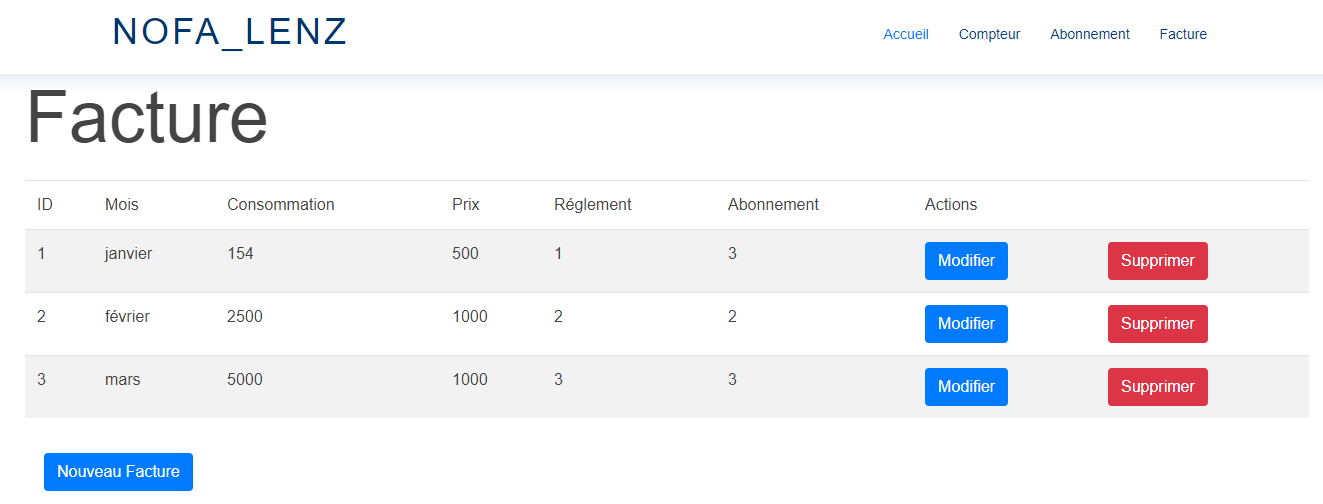 NOFA_LENZ Accueil Compteur Abonnement Facture
Facture
ID Mois Consommation Prix Réglement Abonnement Actions
1 janvier 154 500 1 3 Modifier Supprimer
2 février 2500 1000 2 2 Modifier Supprimer
3 mars 5000 1000 3 3 Modifier Supprimer
Nouveau Facture